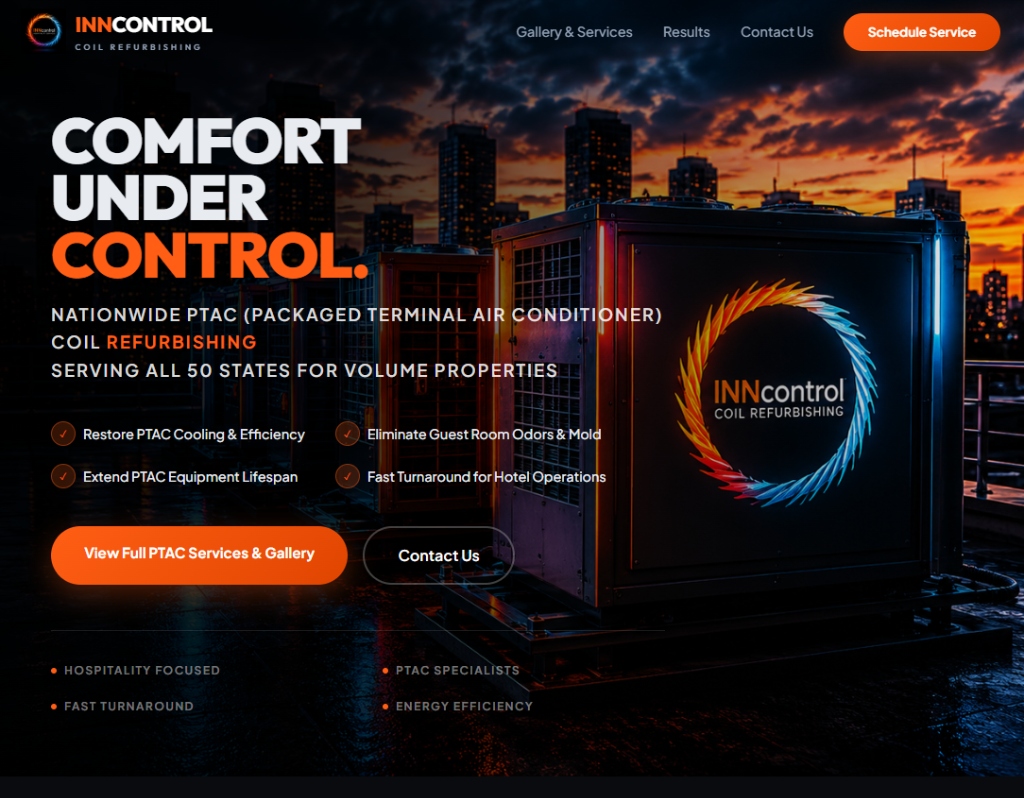 INNCONTROL
COIL REFURBISHING
Gallery & Services
Results
Contact Us
Schedule Service
COMFORT
UNDER
CONTROL.
NATIONWIDE PTAC (PACKAGED TERMINAL AIR CONDITIONER)
COIL REFURBISHING
SERVING ALL 50 STATES FOR VOLUME PROPERTIES
✓ Restore PTAC Cooling & Efficiency
✓ Eliminate Guest Room Odors & Mold
✓ Extend PTAC Equipment Lifespan
✓ Fast Turnaround for Hotel Operations
View Full PTAC Services & Gallery
Contact Us
INNcontrol
COIL REFURBISHING
HOSPITALITY FOCUSED
PTAC SPECIALISTS
FAST TURNAROUND
ENERGY EFFICIENCY